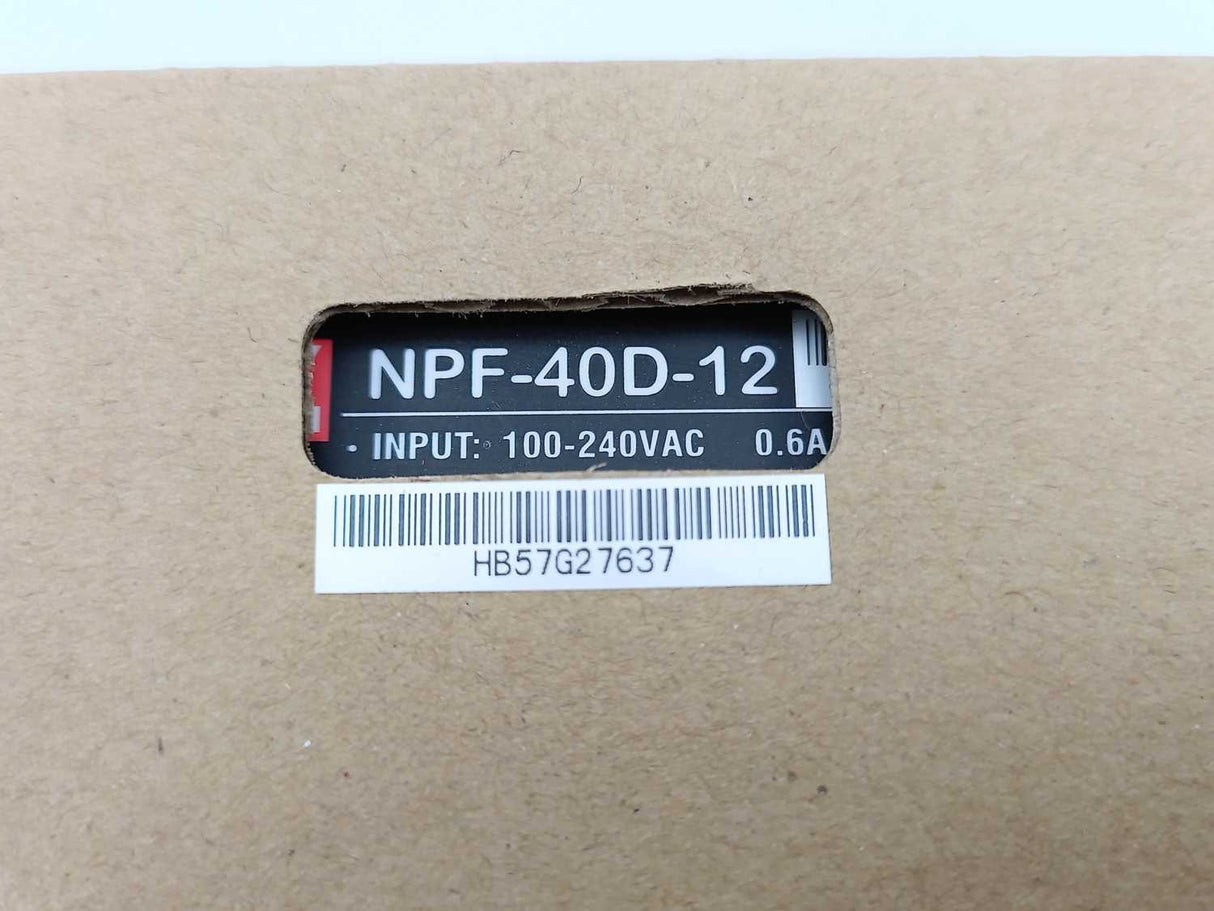 NPF-40D-12
· INPUT: 100-240VAC 0.6A
HB57G27637